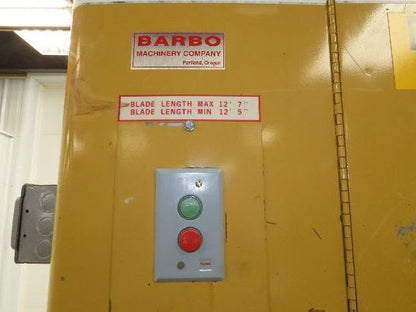 BARBO
MACHINERY COMPANY
Portland, Oregon
BLADE LENGTH MAX 12' 7"
BLADE LENGTH MIN 12' 5"